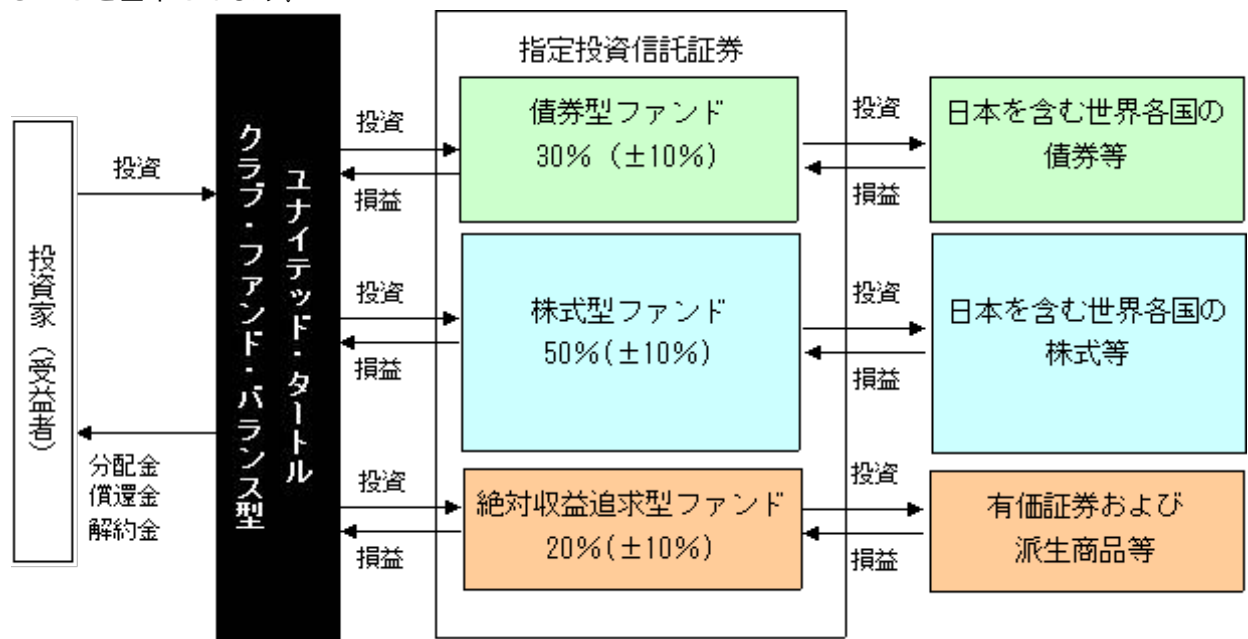 指定投資信託証券
投資家（受益者）
投資
分配金
償還金
解約金
ユナイテッド・タートル
クラブ・ファンド・バランス型
投資
損益
債券型ファンド
30%（±10%）
投資
損益
日本を含む世界各国の
債券等
投資
損益
株式型ファンド
50%(±10%)
投資
損益
日本を含む世界各国の
株式等
投資
損益
絶対収益追求型ファンド
20%(±10%)
投資
損益
有価証券および
派生商品等